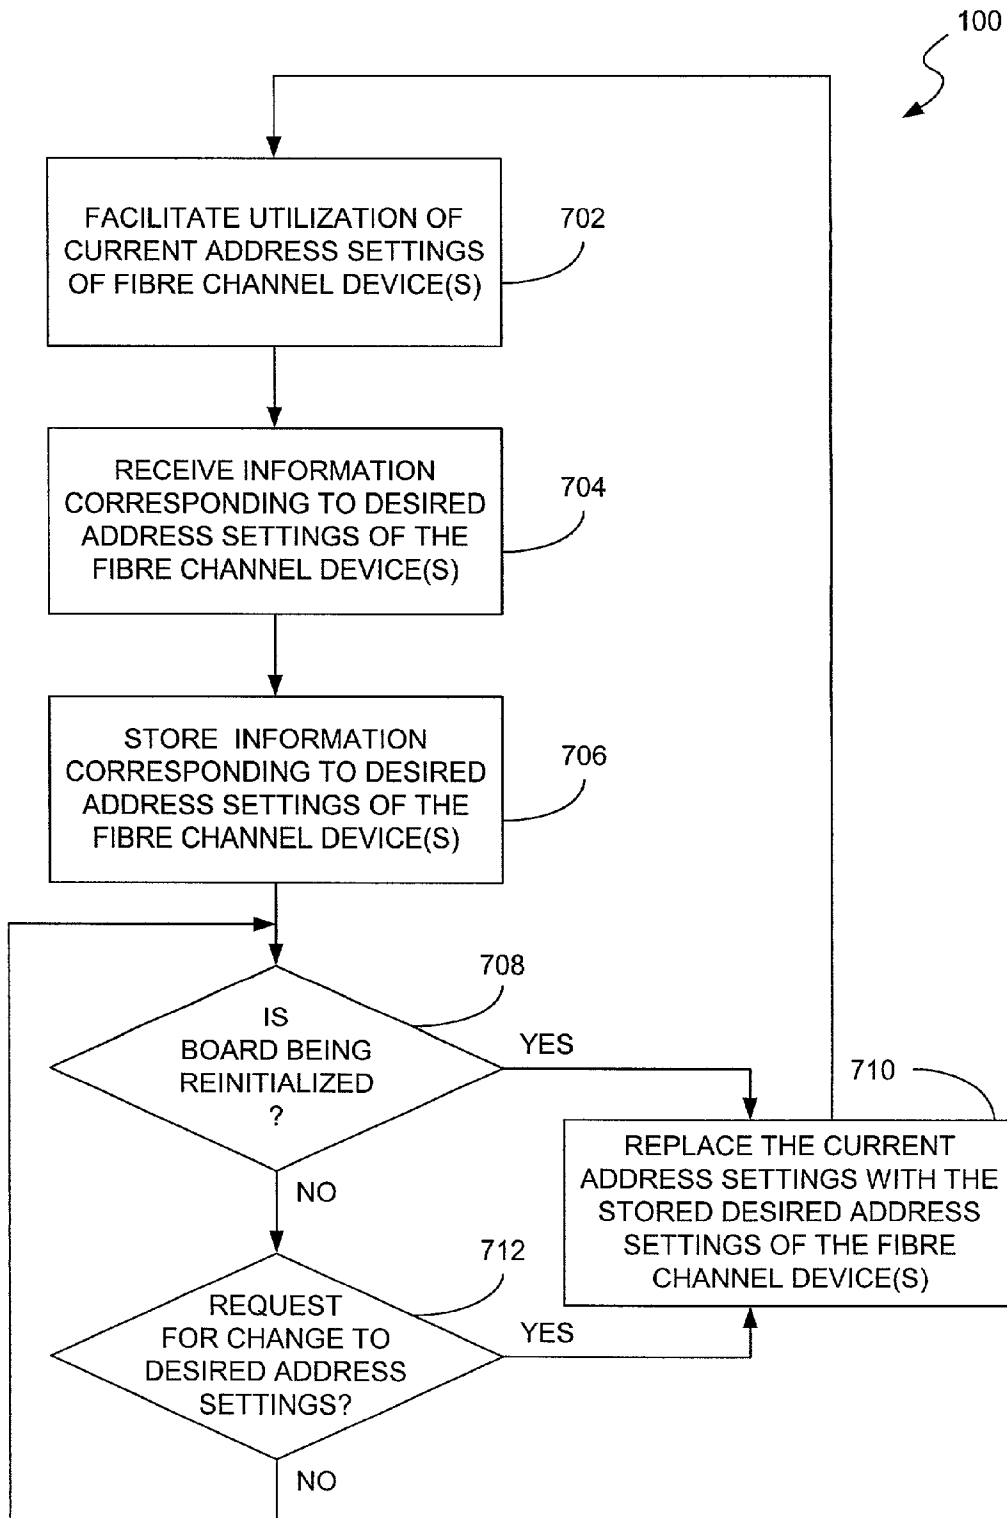 100
FACILITATE UTILIZATION OF
CURRENT ADDRESS SETTINGS
OF FIBRE CHANNEL DEVICE(S)
702
RECEIVE INFORMATION
CORRESPONDING TO DESIRED
ADDRESS SETTINGS OF THE
FIBRE CHANNEL DEVICE(S)
704
STORE INFORMATION
CORRESPONDING TO DESIRED
ADDRESS SETTINGS OF THE
FIBRE CHANNEL DEVICE(S)
706
IS
BOARD BEING
REINITIALIZED
?
708
YES
NO
710
REPLACE THE CURRENT
ADDRESS SETTINGS WITH THE
STORED DESIRED ADDRESS
SETTINGS OF THE FIBRE
CHANNEL DEVICE(S)
REQUEST
FOR CHANGE TO
DESIRED ADDRESS
SETTINGS?
712
YES
NO